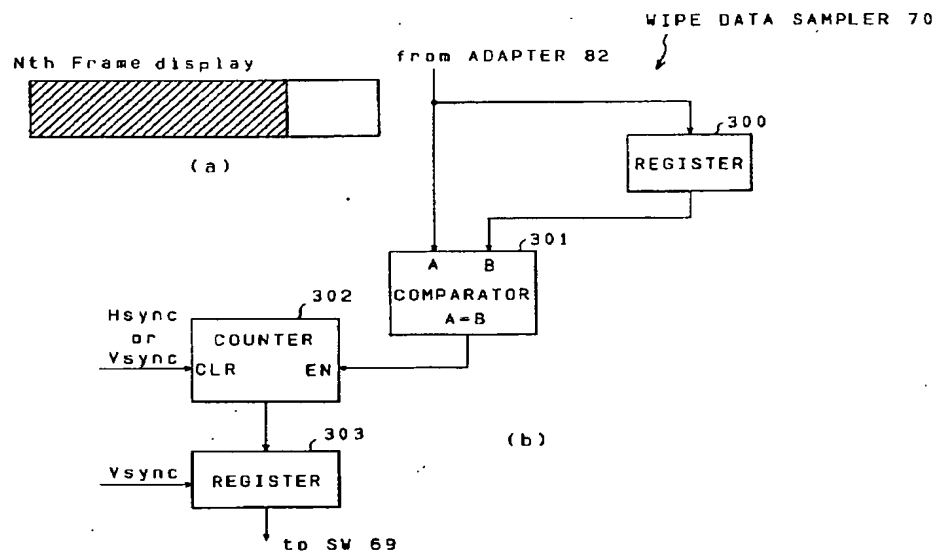 WIPE DATA SAMPLER 70
Nth Frame display
from ADAPTER 82
(a)
300
REGISTER
301
A B
COMPARATOR
A=B
302
Hsync
or
Vsync
COUNTER
CLR EN
(b)
303
Vsync
REGISTER
to SW 69